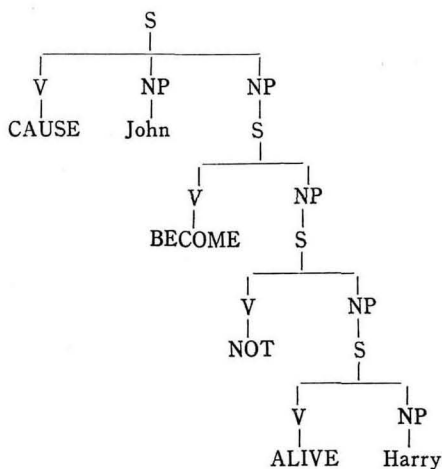 S
V NP NP
CAUSE John S
V NP
BECOME S
V NP
NOT S
V NP
ALIVE Harry